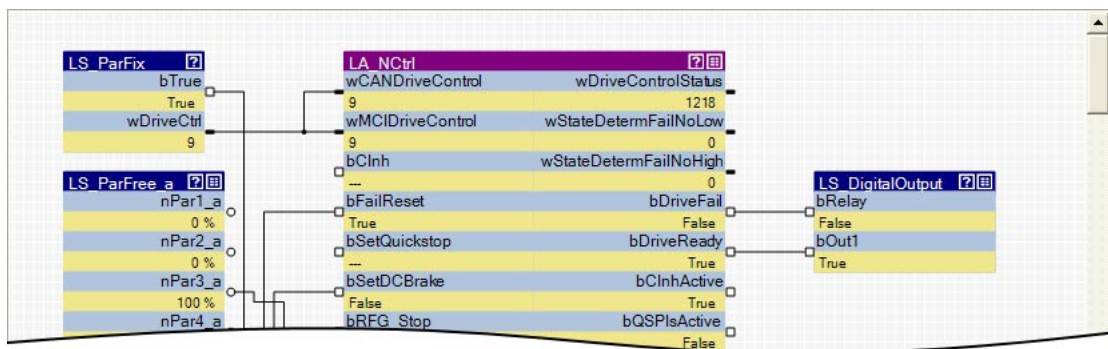 LS_ParFix ?
bTrue
True
wDriveCtrl
9
LS_ParFree_a ?
nPar1_a
0 %
nPar2_a
0 %
nPar3_a
100 %
nPar4_a
LA_NCtrl ?
wCANDriveControl wDriveControlStatus
9 1218
wMCIDriveControl wStateDetermFailNoLow
9 0
bCInh wStateDetermFailNoHigh
--- 0
bFailReset bDriveFail
True False
bSetQuickstop bDriveReady
--- True
bSetDCBrake bCInhActive
False True
bRFG_Stop bQSPIsActive
False
LS_DigitalOutput ?
bRelay
False
bOut1
True